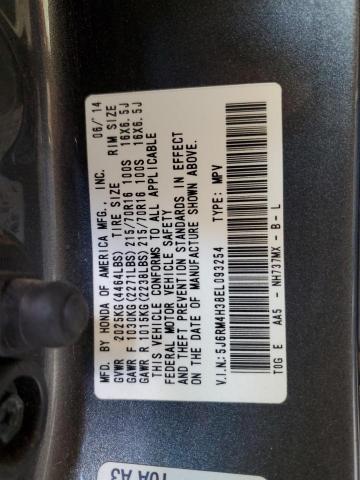 MFD. BY HONDA OF AMERICA MFG., INC. 06/ 14
GVWR 2025KG(4464LBS) TIRE SIZE RIM SIZE
GAWR F 1030KG(2271LBS) 215/70R16 100S 16X6.5J
GAWR R 1015KG(2238LBS) 215/70R16 100S 16X6.5J
THIS VEHICLE CONFORMS TO ALL APPLICABLE
FEDERAL MOTOR VEHICLE SAFETY
AND THEFT PREVENTION STANDARDS IN EFFECT
ON THE DATE OF MANUFACTURE SHOWN ABOVE.
V.I.N.: 5J6RM4H38EL093254 TYPE: MPV
T0G E AA5 - NH737MX - B- L
10A A3